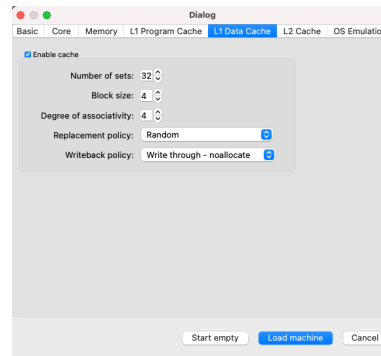 Dialog
Basic Core Memory L1 Program Cache L1 Data Cache L2 Cache OS Emulatio
Enable cache
Number of sets: 32
Block size: 4
Degree of associativity: 4
Replacement policy: Random
Writeback policy: Write through - noallocate
Start empty Load machine Cancel